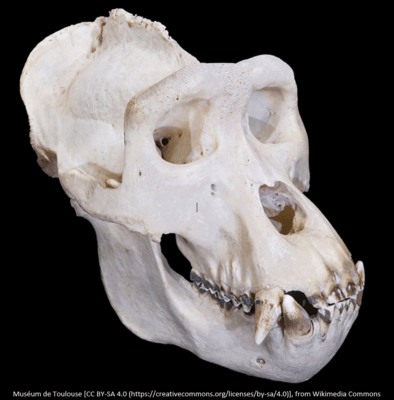 Muséum de Toulouse [CC BY-SA 4.0 (https://creativecommons.org/licenses/by-sa/4.0)], from Wikimedia Commons